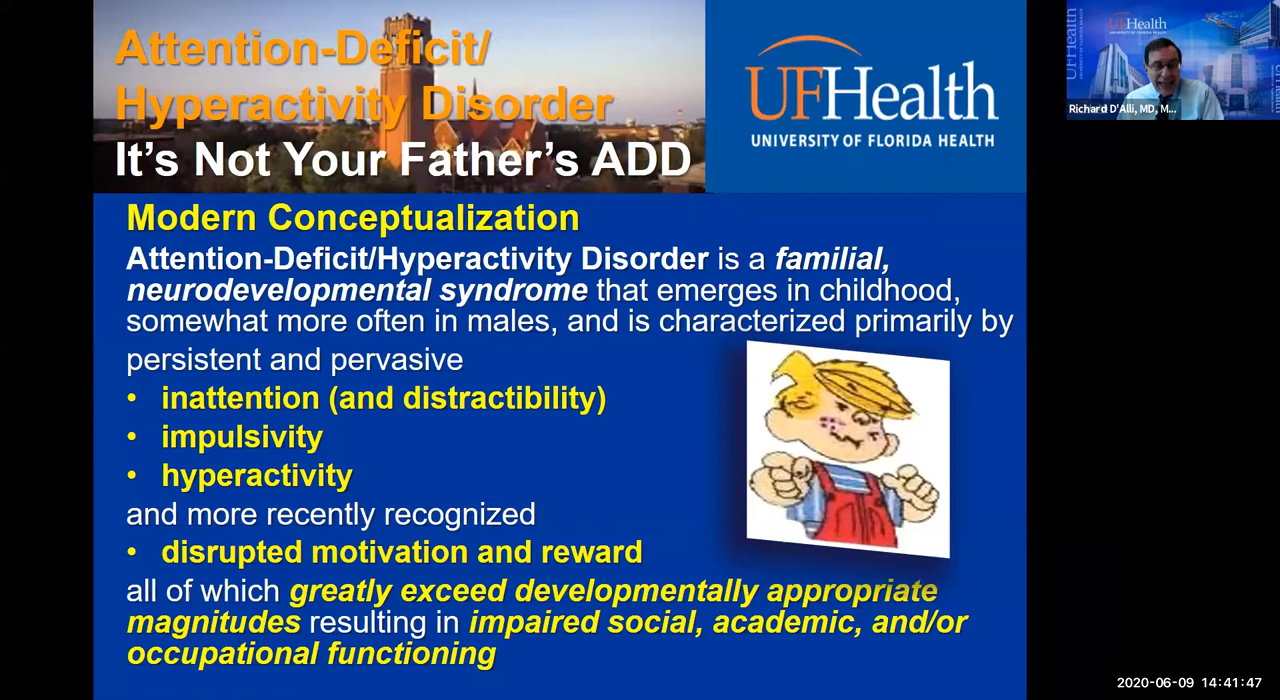 Attention-Deficit/
Hyperactivity Disorder
It's Not Your Father's ADD
UFHealth
UNIVERSITY OF FLORIDA HEALTH
UFHealth
UFHealth
Richard D'Alli, MD, M...
Modern Conceptualization
Attention-Deficit/Hyperactivity Disorder is a familial,
neurodevelopmental syndrome that emerges in childhood,
somewhat more often in males, and is characterized primarily by
persistent and pervasive
• inattention (and distractibility)
• impulsivity
• hyperactivity
and more recently recognized
• disrupted motivation and reward
all of which greatly exceed developmentally appropriate
magnitudes resulting in impaired social, academic, and/or
occupational functioning
2020-06-09 14:41:47